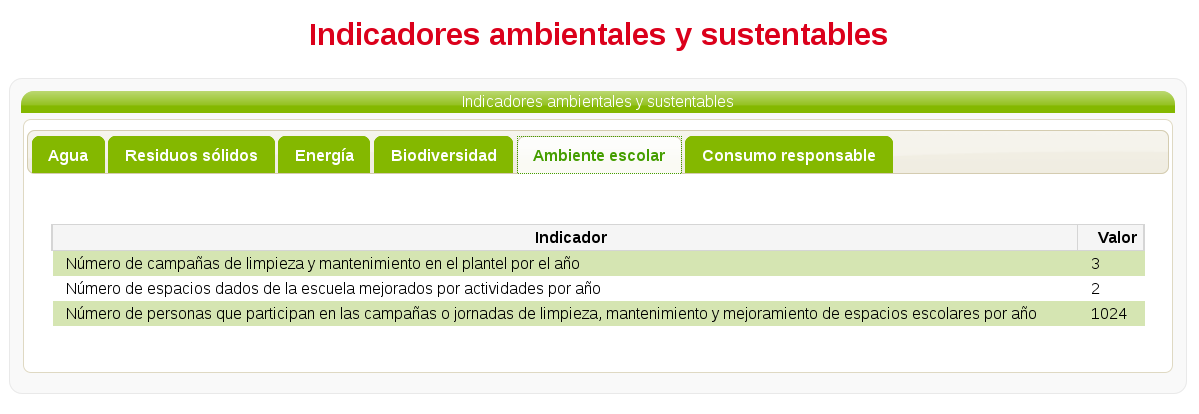 Indicadores ambientales y sustentables
Indicadores ambientales y sustentables
Agua Residuos sólidos Energía Biodiversidad Ambiente escolar Consumo responsable
Indicador Valor
Número de campañas de limpieza y mantenimiento en el plantel por el año 3
Número de espacios dados de la escuela mejorados por actividades por año 2
Número de personas que participan en las campañas o jornadas de limpieza, mantenimiento y mejoramiento de espacios escolares por año 1024